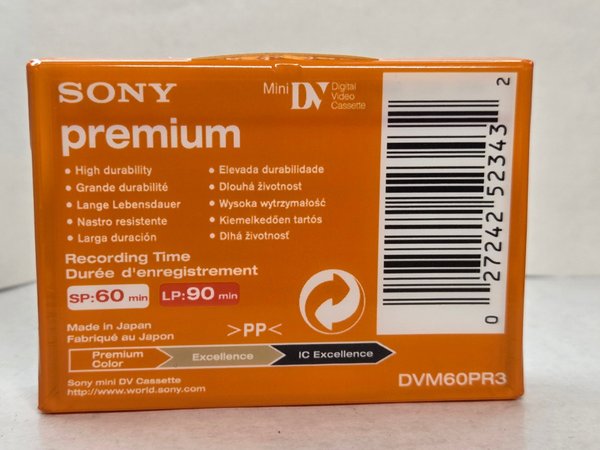 SONY
Mini DV Digital
Video
Cassette
premium
• High durability
• Grande durabilité
• Lange Lebensdauer
• Nastro resistente
• Larga duración
• Elevada durabilidade
• Dlouhá životnost
• Wysoka wytrzymałość
• Kiemelkedően tartós
• Dlhá životnosť
Recording Time
Durée d'enregistrement
SP:60 min LP:90 min
Made in Japan
Fabriqué au Japon
>PP<
Premium
Color
Excellence
IC Excellence
Sony mini DV Cassette
http://www.world.sony.com
DVM60PR3
0 27242 52343 2